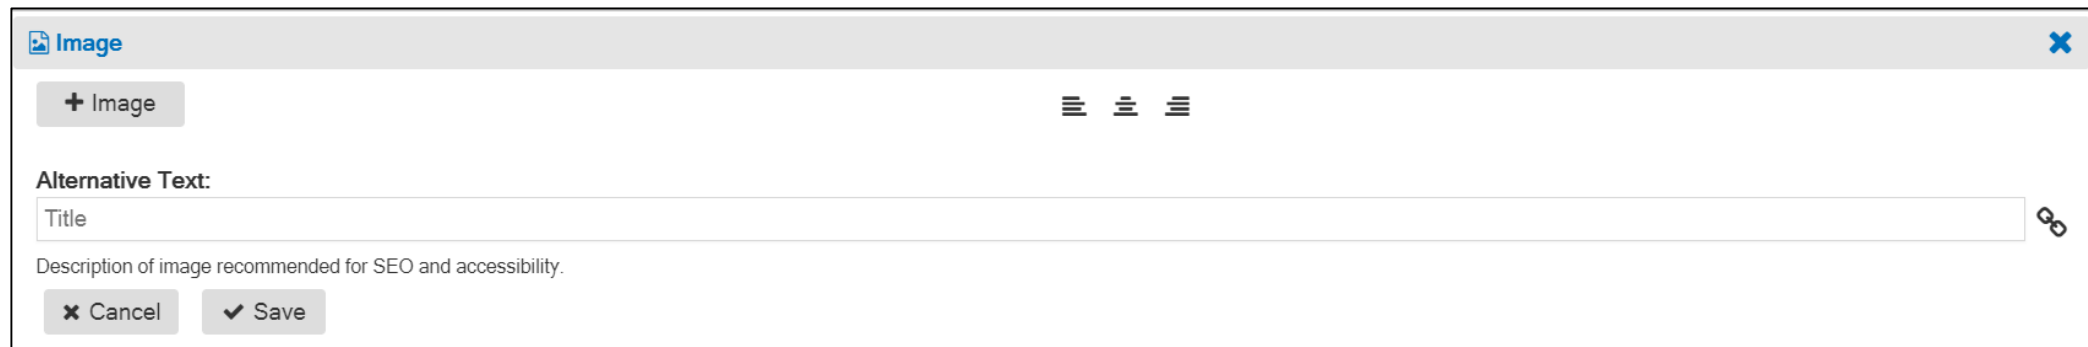 Image
Image
Alternative Text:
Title
Description of image recommended for SEO and accessibility.
Cancel Save